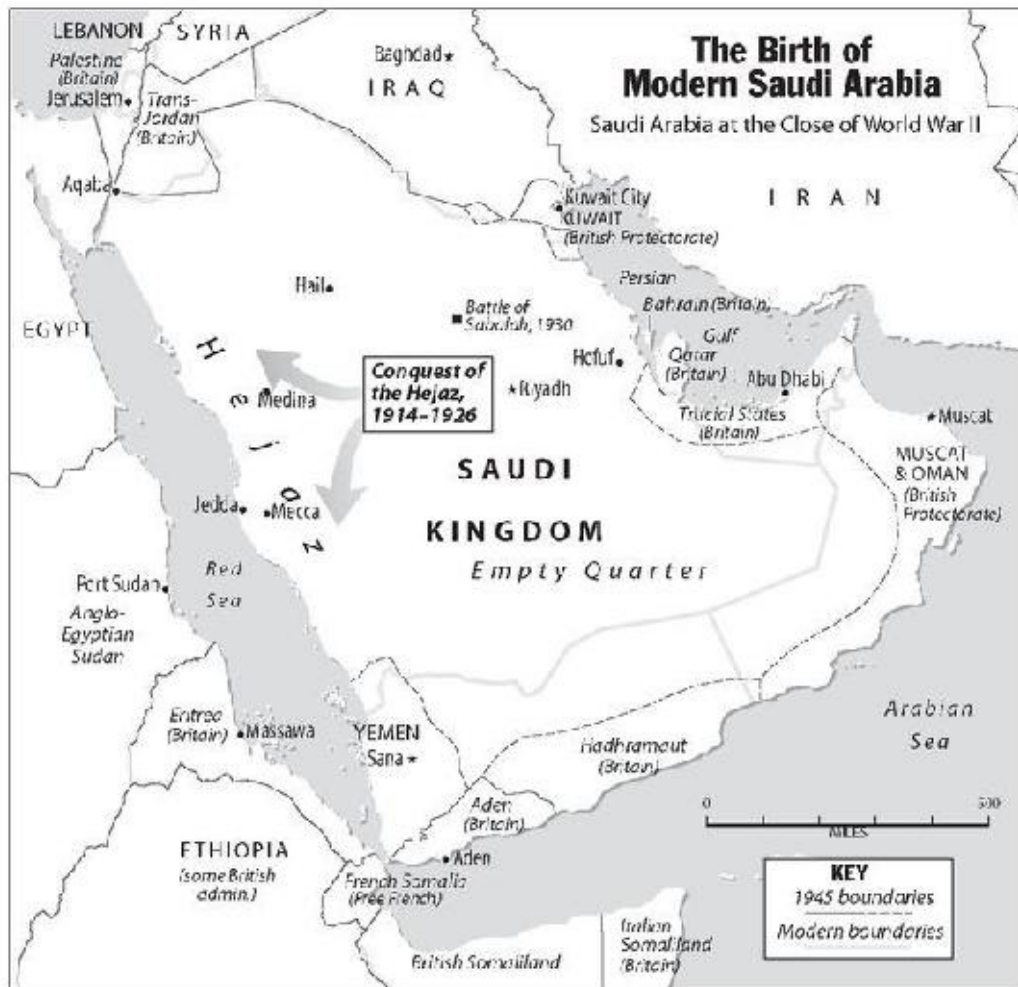 The Birth of
Modern Saudi Arabia
Saudi Arabia at the Close of World War II
LEBANON
SYRIA
Palestine
(Britain)
Jerusalem
Trans-
Jordan
(Britain)
Baghdad
IRAQ
Aqaba
IRAN
Kuwait City
KUWAIT
(British Protectorate)
Hail
Persian
Gulf
Bahrain (Britain)
Battle of
Sabalah, 1930
EGYPT
Hejaz
Hofuf
Qatar
(Britain)
Abu Dhabi
Conquest of
the Hejaz,
1914–1926
Medina
Riyadh
Trucial States
(Britain)
Muscat
MUSCAT
& OMAN
(British
Protectorate)
SAUDI
KINGDOM
Empty Quarter
Jedda
Mecca
Red
Sea
Port Sudan
Anglo-
Egyptian
Sudan
Eritrea
(Britain)
Massawa
YEMEN
Sana
Hadhramaut
(Britain)
Arabian
Sea
Aden
(Britain)
Aden
0
500
MILES
ETHIOPIA
(some British
admin.)
French Somalia
(Free French)
British Somaliland
Italian
Somaliland
(Britain)
KEY
1945 boundaries
Modern boundaries